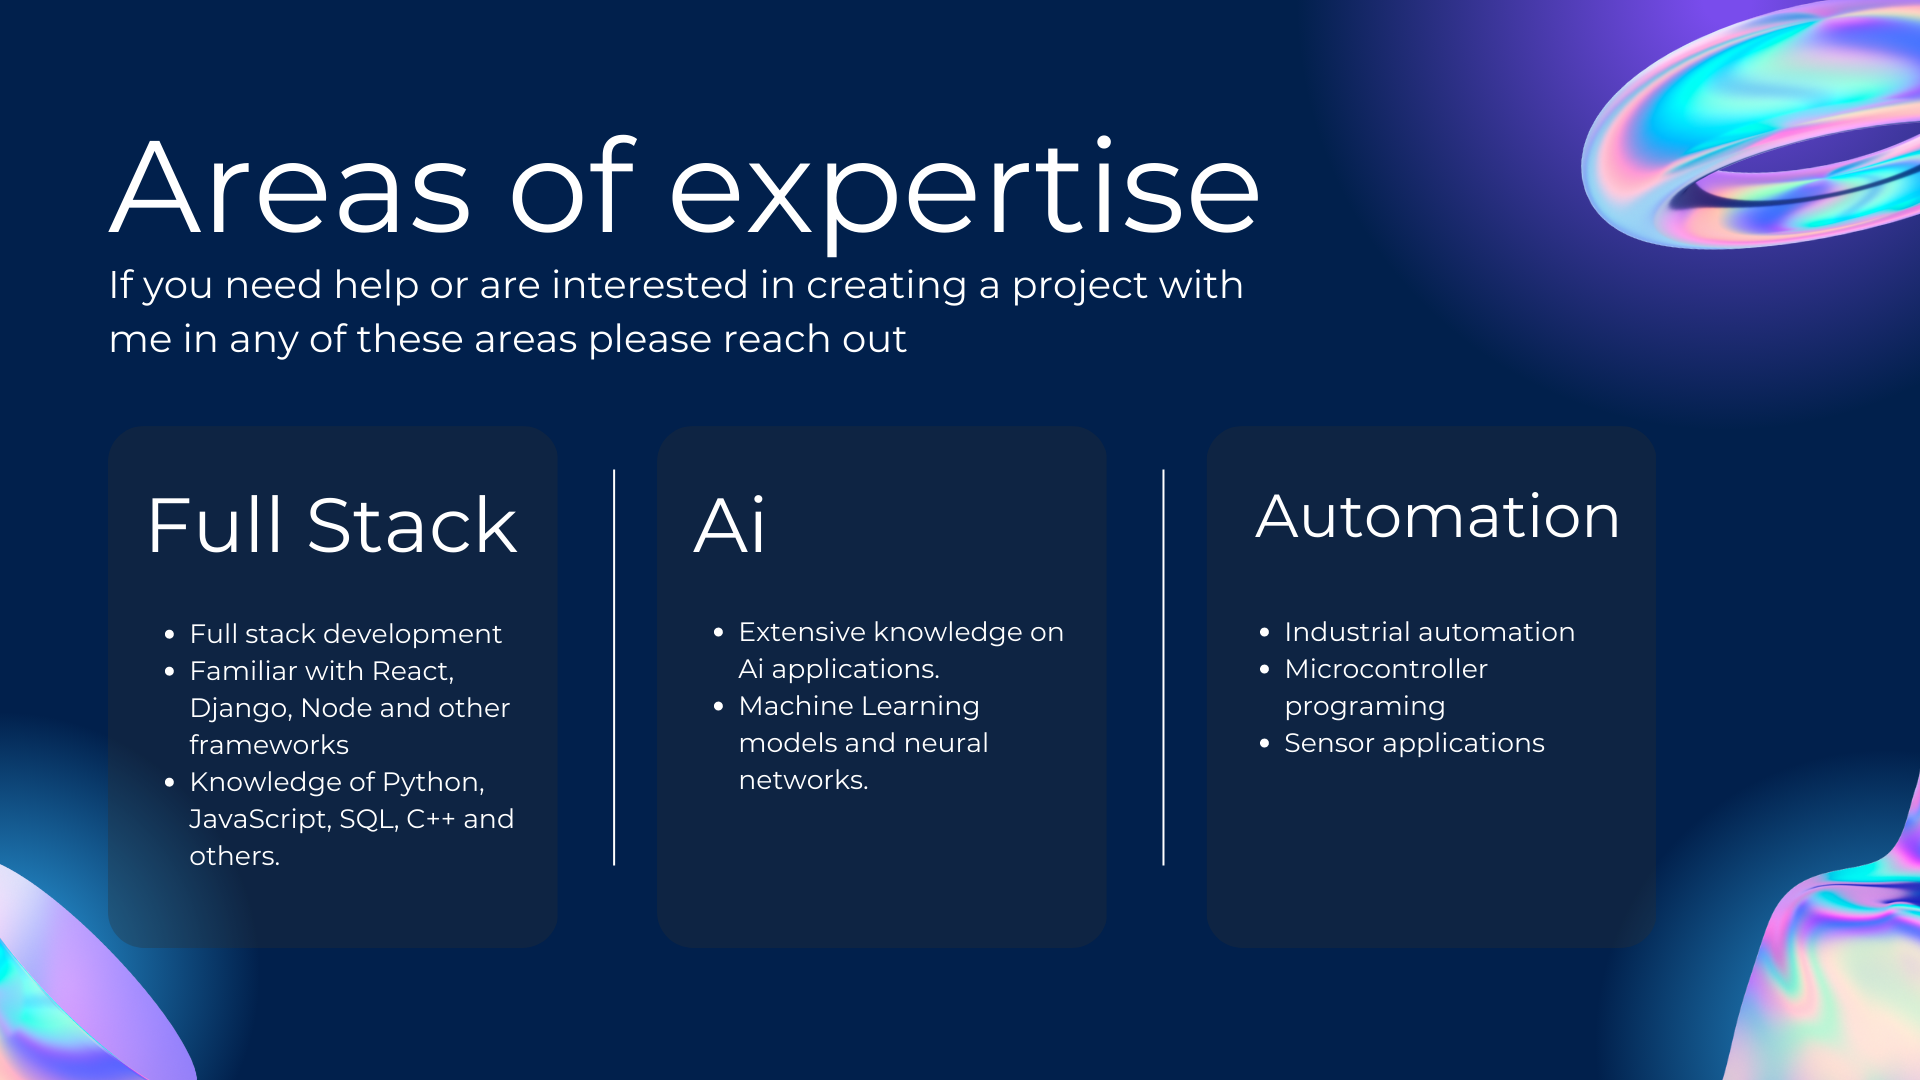 Areas of expertise
If you need help or are interested in creating a project with
me in any of these areas please reach out
Full Stack
• Full stack development
• Familiar with React,
Django, Node and other
frameworks
• Knowledge of Python,
JavaScript, SQL, C++ and
others.
Ai
• Extensive knowledge on
Ai applications.
• Machine Learning
models and neural
networks.
Automation
• Industrial automation
• Microcontroller
programing
• Sensor applications